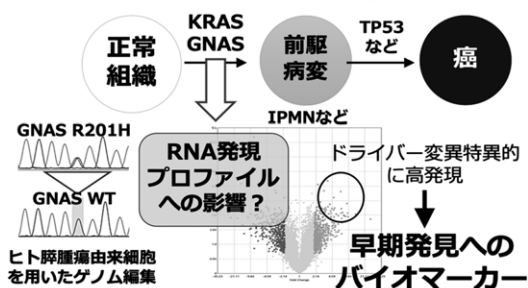 正常
組織
KRAS
GNAS
前駆
病変
IPMNなど
TP53
など
癌
GNAS R201H
GNAS WT
ヒト膵腫瘍由来細胞
を用いたゲノム編集
RNA発現
プロファイル
への影響？
ドライバー変異特異的
に高発現
早期発見への
バイオマーカー